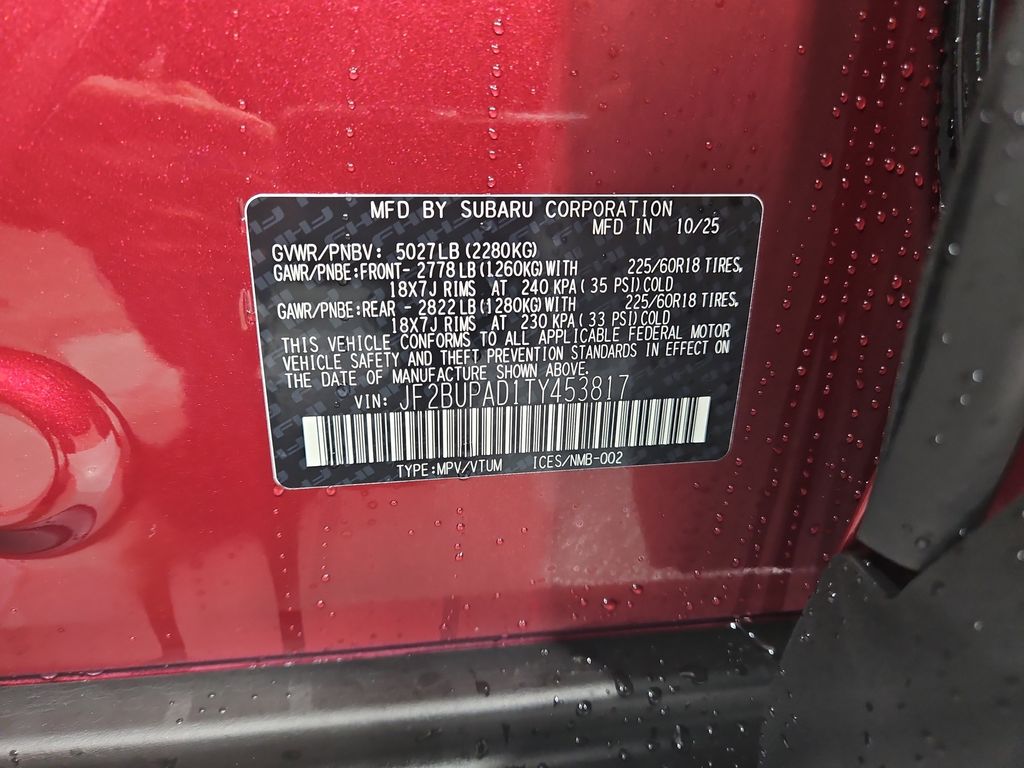 MFD BY SUBARU CORPORATION
MFD IN 10/25
GVWR/PNBV: 5027LB (2280KG)
GAWR/PNBE:FRONT- 2778 LB (1260KG) WITH 225/60R18 TIRES,
18X7J RIMS AT 240 KPA ( 35 PSI) COLD
GAWR/PNBE:REAR - 2822 LB (1280KG) WITH 225/60R18 TIRES,
18X7J RIMS AT 230 KPA ( 33 PSI) COLD
THIS VEHICLE CONFORMS TO ALL APPLICABLE FEDERAL MOTOR
VEHICLE SAFETY AND THEFT PREVENTION STANDARDS IN EFFECT ON
THE DATE OF MANUFACTURE SHOWN ABOVE.
VIN: JF2BUPAD1TY453817
TYPE:MPV/VTUM ICES/NMB-002